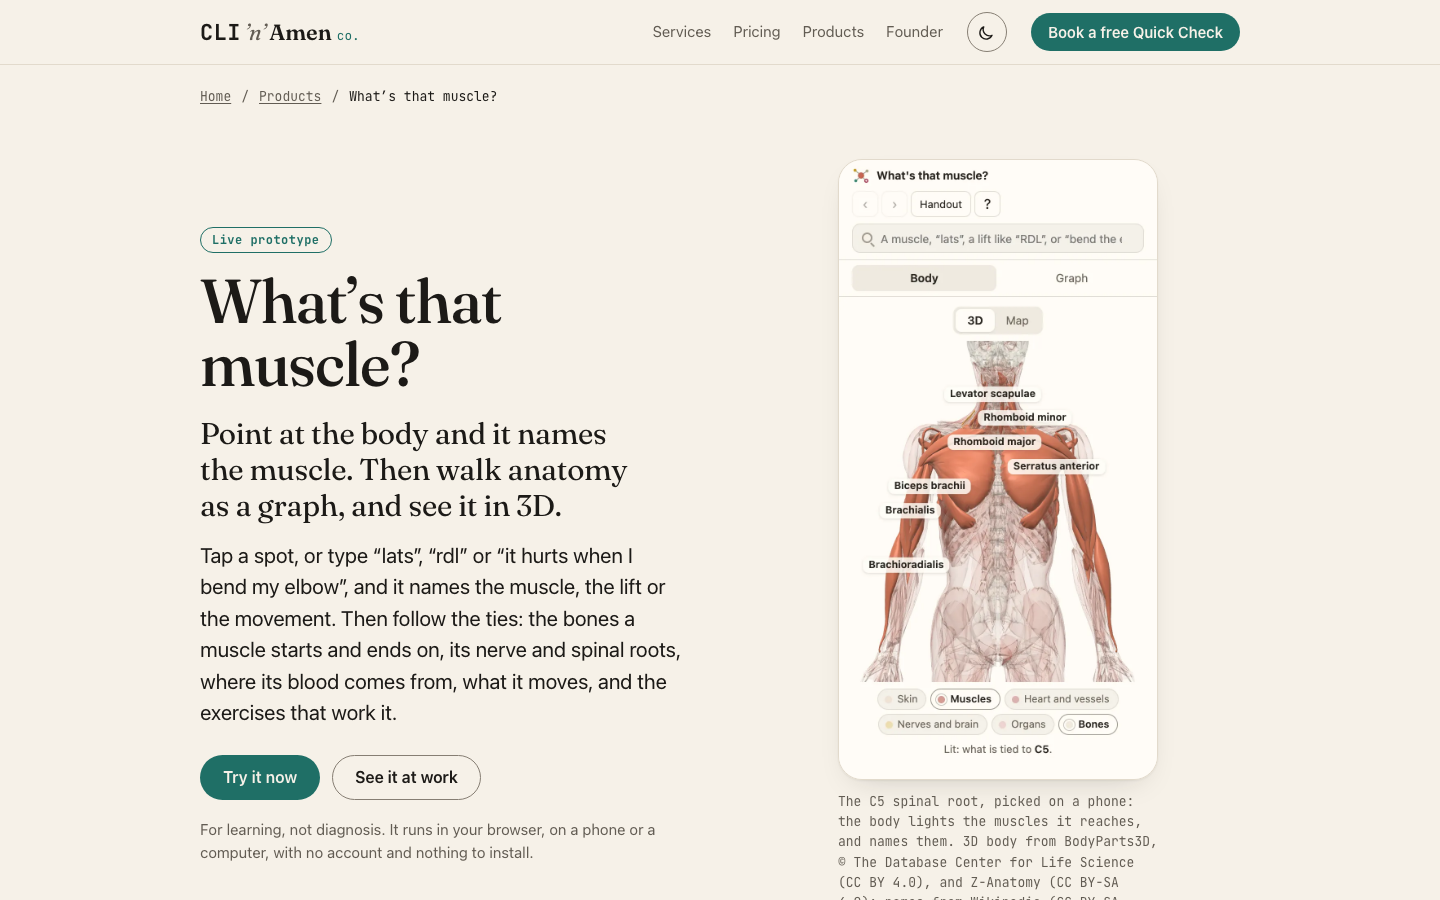 CLI ’n’ Amen co.
Services
Pricing
Products
Founder
Book a free Quick Check
Home / Products / What’s that muscle?
Live prototype
What’s that
muscle?
Point at the body and it names
the muscle. Then walk anatomy
as a graph, and see it in 3D.
Tap a spot, or type “lats”, “rdl” or “it hurts when I
bend my elbow”, and it names the muscle, the lift or
the movement. Then follow the ties: the bones a
muscle starts and ends on, its nerve and spinal roots,
where its blood comes from, what it moves, and the
exercises that work it.
Try it now
See it at work
For learning, not diagnosis. It runs in your browser, on a phone or a
computer, with no account and nothing to install.
What's that muscle?
‹ › Handout ?
A muscle, “lats”, a lift like “RDL”, or “bend the
Body
Graph
3D
Map
Levator scapulae
Rhomboid minor
Rhomboid major
Serratus anterior
Biceps brachii
Brachialis
Brachioradialis
Skin
Muscles
Heart and vessels
Nerves and brain
Organs
Bones
Lit: what is tied to C5.
The C5 spinal root, picked on a phone:
the body lights the muscles it reaches,
and names them. 3D body from BodyParts3D,
© The Database Center for Life Science
(CC BY 4.0), and Z-Anatomy (CC BY-SA